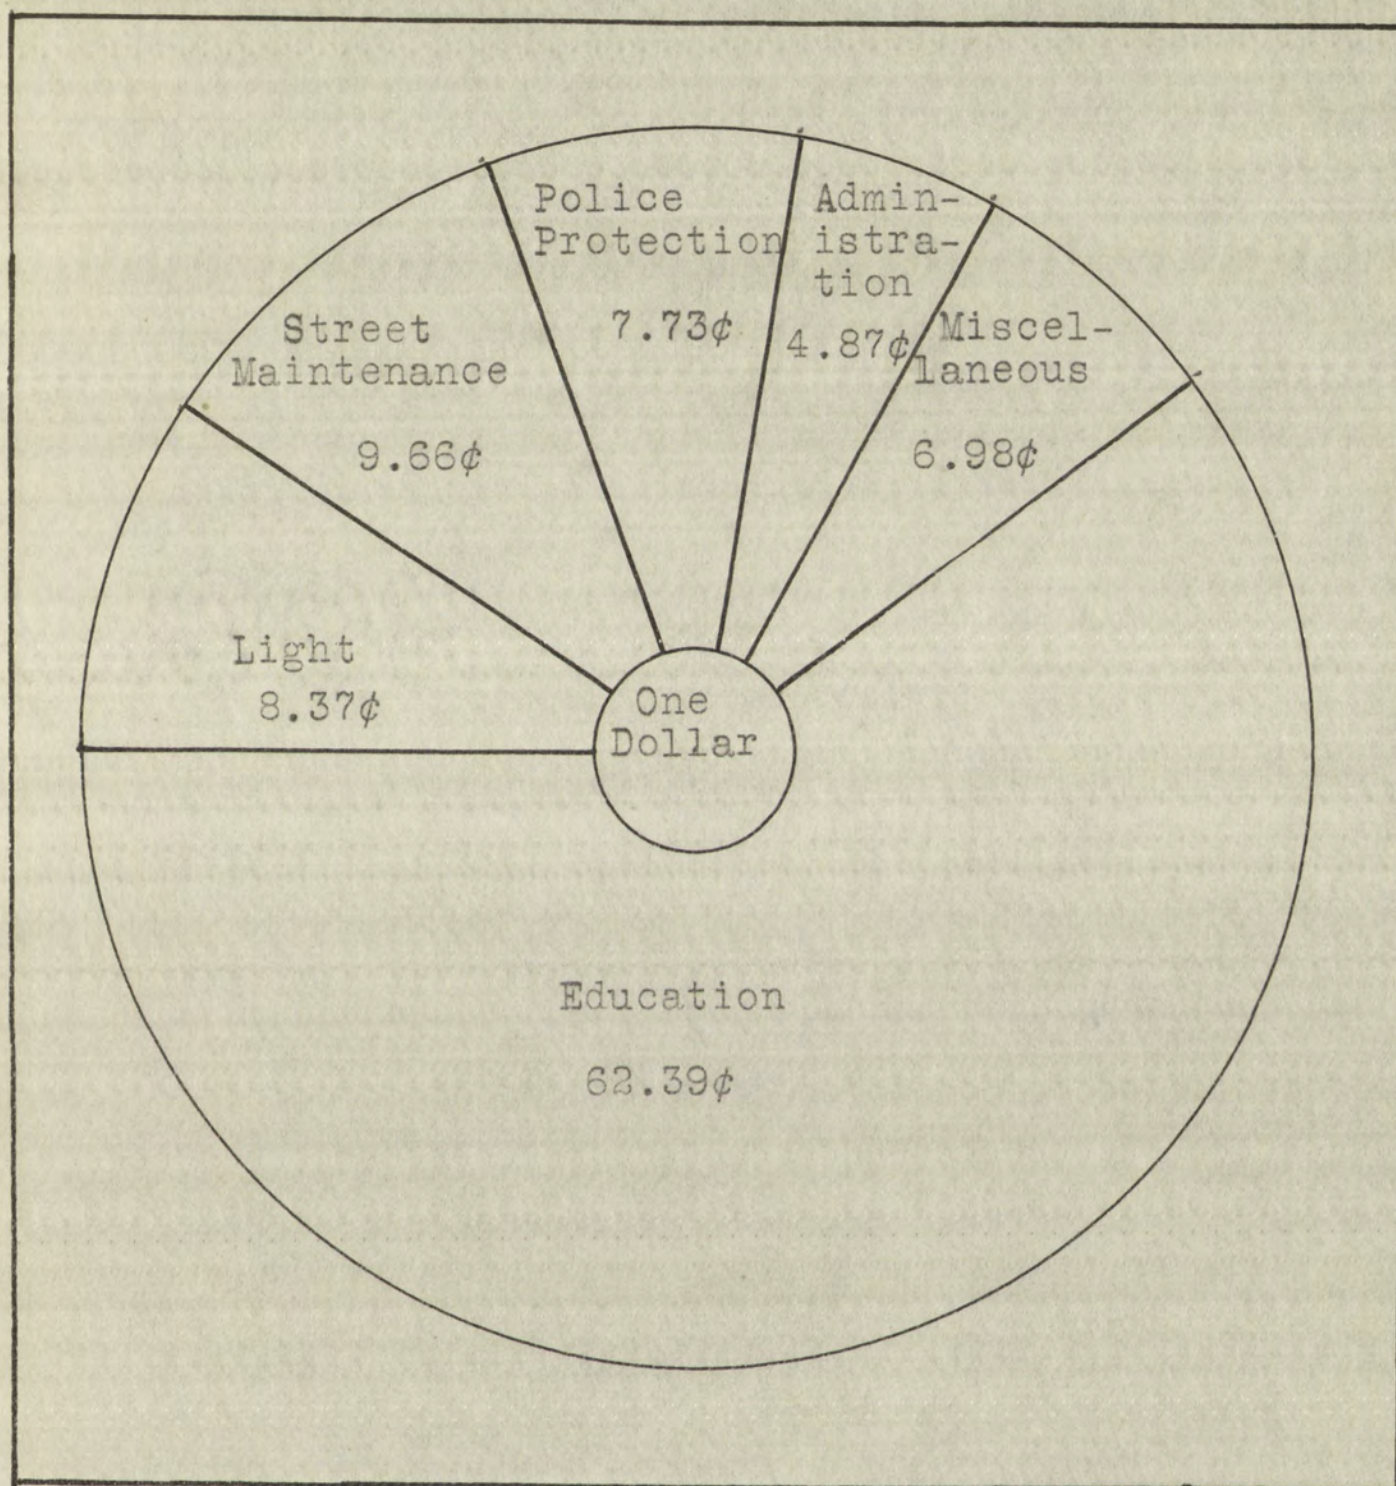 Police
Protection
7.73¢
Admin-
istra-
tion
4.87¢
Miscel-
laneous
6.98¢
Street
Maintenance
9.66¢
Light
8.37¢
One
Dollar
Education
62.39¢